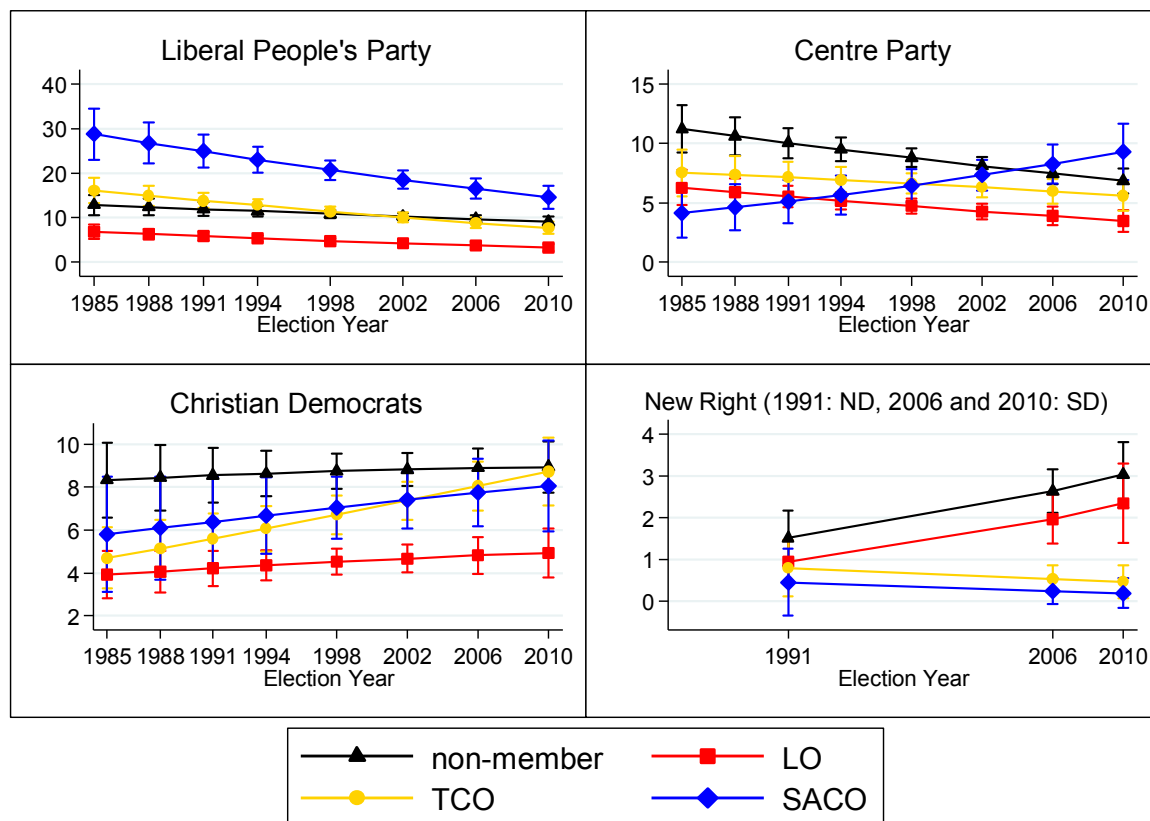 Liberal People's Party
40
30
20
10
0
1985 1988 1991 1994 1998 2002 2006 2010
Election Year
Centre Party
15
10
5
0
1985 1988 1991 1994 1998 2002 2006 2010
Election Year
Christian Democrats
10
8
6
4
2
1985 1988 1991 1994 1998 2002 2006 2010
Election Year
New Right (1991: ND, 2006 and 2010: SD)
4
3
2
1
0
1991 2006 2010
Election Year
non-member LO
TCO SACO